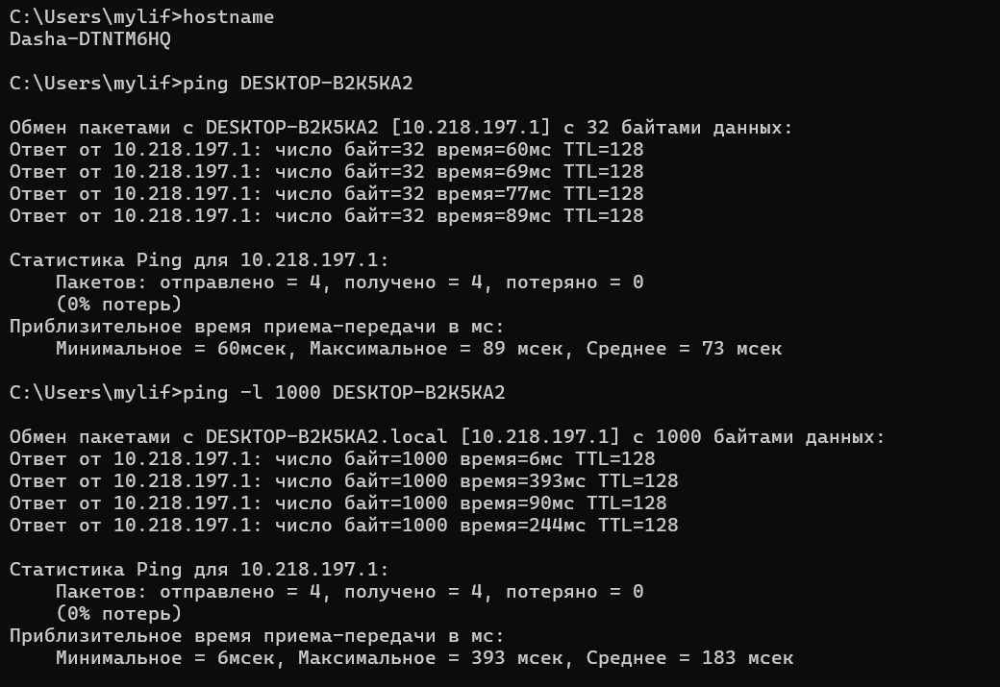 C:\Users\mylif>hostname
Dasha-DTNTM6HQ
C:\Users\mylif>ping DESKTOP-B2K5KA2
Обмен пакетами с DESKTOP-B2K5KA2 [10.218.197.1] с 32 байтами данных:
Ответ от 10.218.197.1: число байт=32 время=60мс TTL=128
Ответ от 10.218.197.1: число байт=32 время=69мс TTL=128
Ответ от 10.218.197.1: число байт=32 время=77мс TTL=128
Ответ от 10.218.197.1: число байт=32 время=89мс TTL=128
Статистика Ping для 10.218.197.1:
    Пакетов: отправлено = 4, получено = 4, потеряно = 0
    (0% потерь)
Приблизительное время приема-передачи в мс:
    Минимальное = 60мсек, Максимальное = 89 мсек, Среднее = 73 мсек
C:\Users\mylif>ping -l 1000 DESKTOP-B2K5KA2
Обмен пакетами с DESKTOP-B2K5KA2.local [10.218.197.1] с 1000 байтами данных:
Ответ от 10.218.197.1: число байт=1000 время=6мс TTL=128
Ответ от 10.218.197.1: число байт=1000 время=393мс TTL=128
Ответ от 10.218.197.1: число байт=1000 время=90мс TTL=128
Ответ от 10.218.197.1: число байт=1000 время=244мс TTL=128
Статистика Ping для 10.218.197.1:
    Пакетов: отправлено = 4, получено = 4, потеряно = 0
    (0% потерь)
Приблизительное время приема-передачи в мс:
    Минимальное = 6мсек, Максимальное = 393 мсек, Среднее = 183 мсек